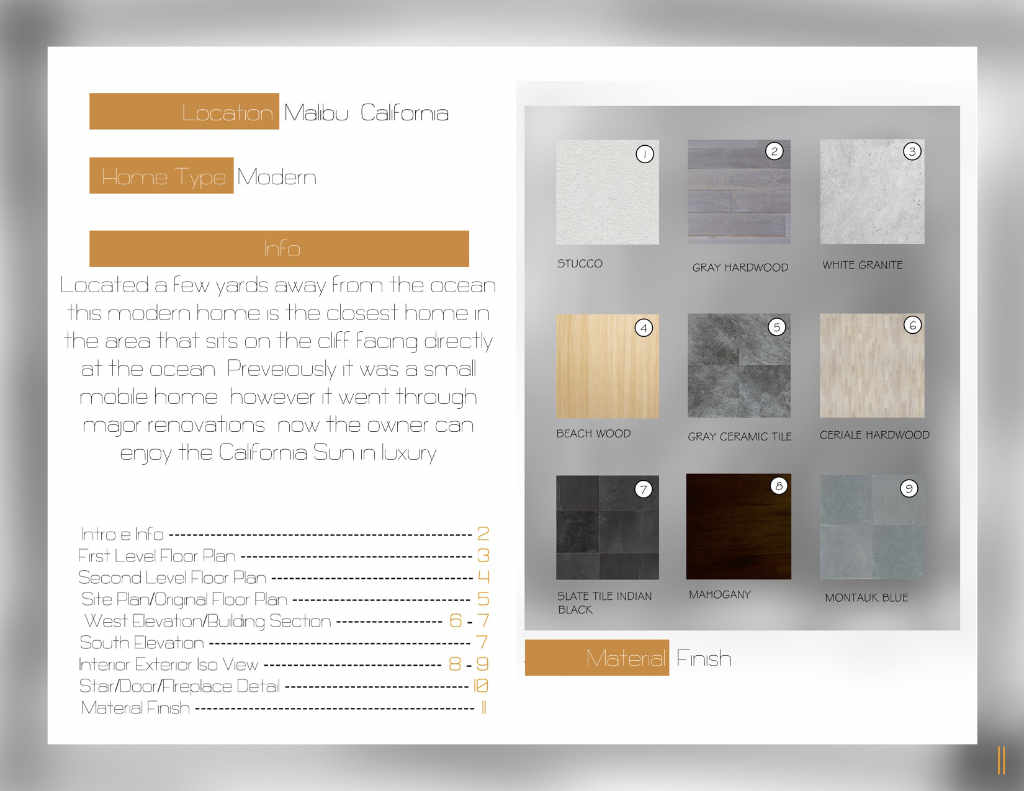 Location Malibu California
Home Type Modern
Info
Located a few yards away from the ocean
this modern home is the closest home in
the area that sits on the cliff facing directly
at the ocean Preveiously it was a small
mobile home however it went through
major renovations now the owner can
enjoy the California Sun in luxury
Intro e Info ---------------------------------------- 2
First Level Floor Plan ------------------------------- 3
Second Level Floor Plan --------------------------- 4
Site Plan/Original Floor Plan ------------------------ 5
West Elevation/Building Section -------------- 6 - 7
South Elevation ----------------------------------- 7
Interior Exterior Iso View ------------------------ 8 - 9
Stair/Door/Fireplace Detail ------------------------ 10
Material Finish ------------------------------------- 11
1
2
3
STUCCO
GRAY HARDWOOD
WHITE GRANITE
4
5
6
BEACH WOOD
GRAY CERAMIC TILE
CERIALE HARDWOOD
7
8
9
SLATE TILE INDIAN
BLACK
MAHOGANY
MONTAUK BLUE
Material Finish
11